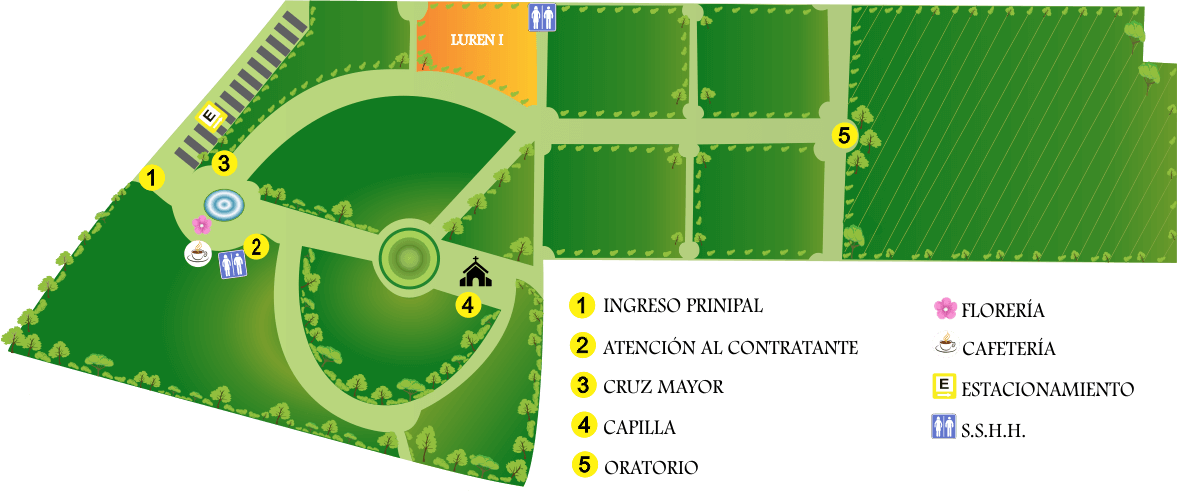 LUREN I
E
5
3
1
2
4
1 INGRESO PRINIPAL
2 ATENCIÓN AL CONTRATANTE
3 CRUZ MAYOR
4 CAPILLA
5 ORATORIO
FLORERÍA
CAFETERÍA
E ESTACIONAMIENTO
S.S.H.H.